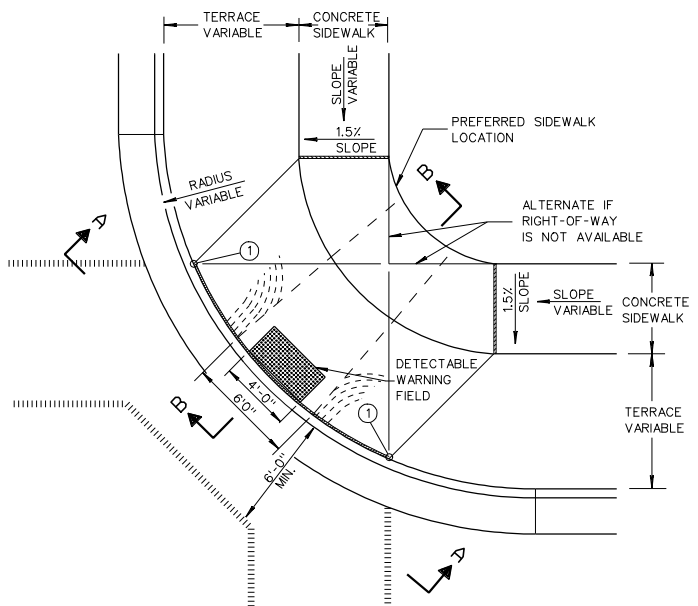 TERRACE
VARIABLE
CONCRETE
SIDEWALK
SLOPE
VARIABLE
1.5%
SLOPE
PREFERRED SIDEWALK
LOCATION
RADIUS
VARIABLE
B
A
ALTERNATE IF
RIGHT-OF-WAY
IS NOT AVAILABLE
1
1.5%
SLOPE
SLOPE
VARIABLE
CONCRETE
SIDEWALK
DETECTABLE
WARNING
FIELD
4'-0"
6'0"
B
1
TERRACE
VARIABLE
6'-0"
MIN.
A